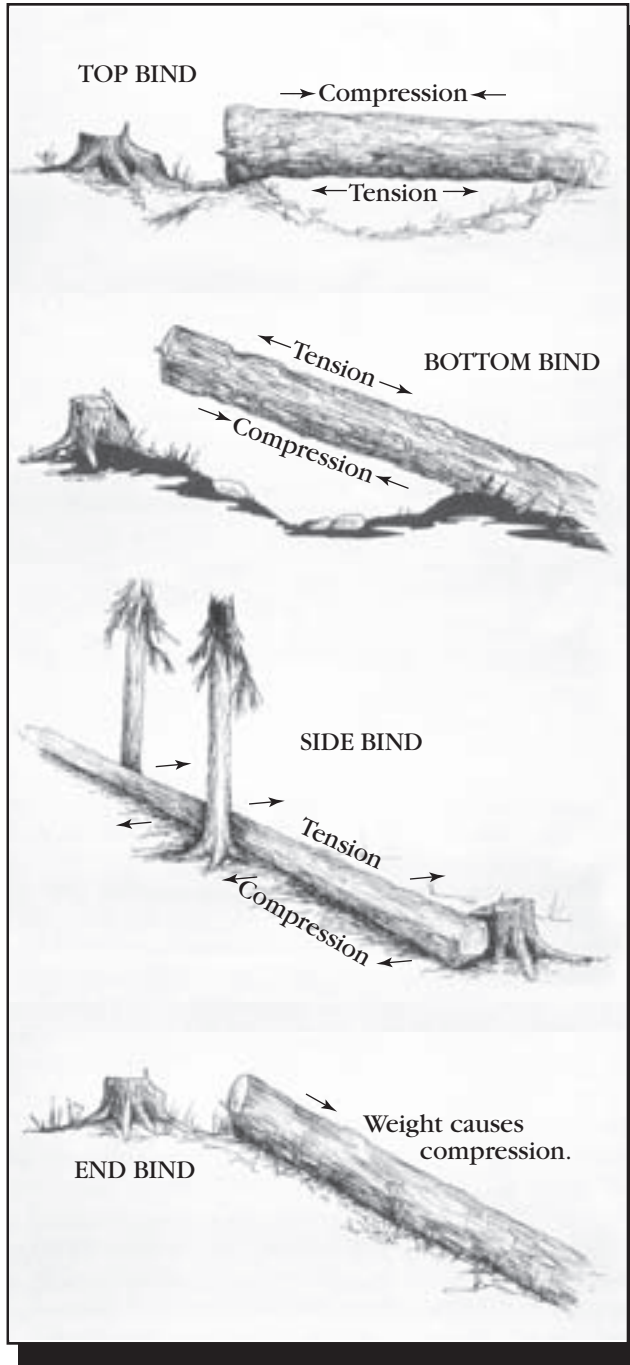 TOP BIND
Compression
Tension
Tension
BOTTOM BIND
Compression
SIDE BIND
Tension
Compression
Weight causes
compression.
END BIND